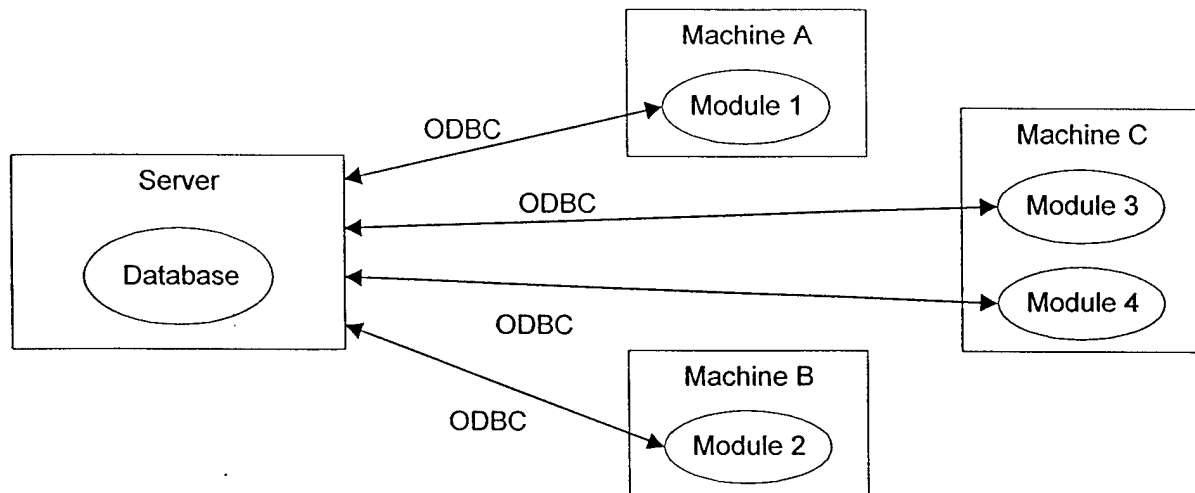 Machine A
Module 1
ODBC
Machine C
Server
ODBC
Module 3
Database
Module 4
ODBC
Machine B
ODBC
Module 2